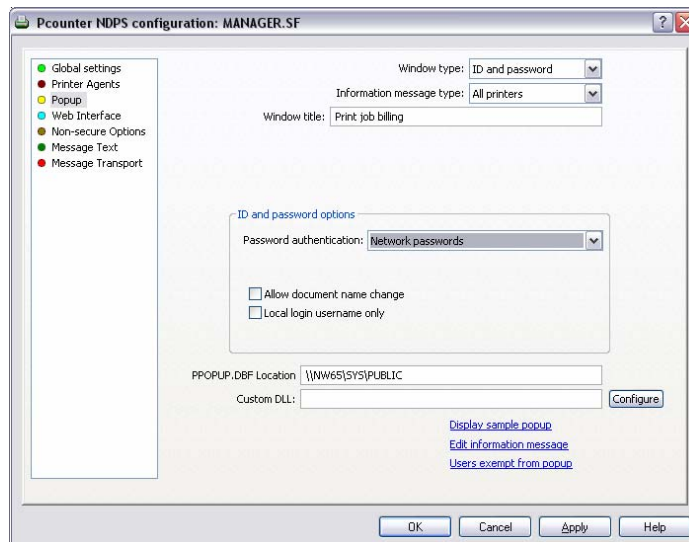 Pcounter NDPS configuration: MANAGER.SF
Global settings
Printer Agents
Popup
Web Interface
Non-secure Options
Message Text
Message Transport
Window type: ID and password
Information message type: All printers
Window title: Print job billing
ID and password options
Password authentication: Network passwords
Allow document name change
Local login username only
PPOPUP.DBF Location \\NW65\SYS\PUBLIC
Custom DLL: Configure
Display sample popup
Edit information message
Users exempt from popup
OK Cancel Apply Help